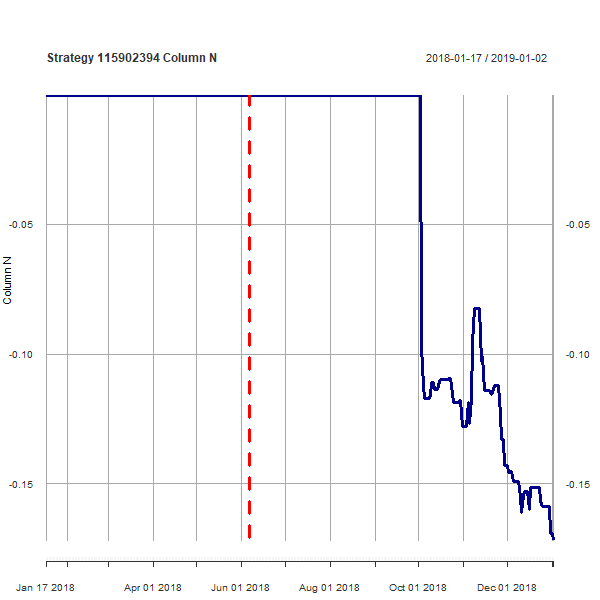 Strategy 115902394 Column N 2018-01-17 / 2019-01-02
-0.05 -0.05
Column N
-0.10 -0.10
-0.15 -0.15
Jan 17 2018 Apr 01 2018 Jun 01 2018 Aug 01 2018 Oct 01 2018 Dec 01 2018